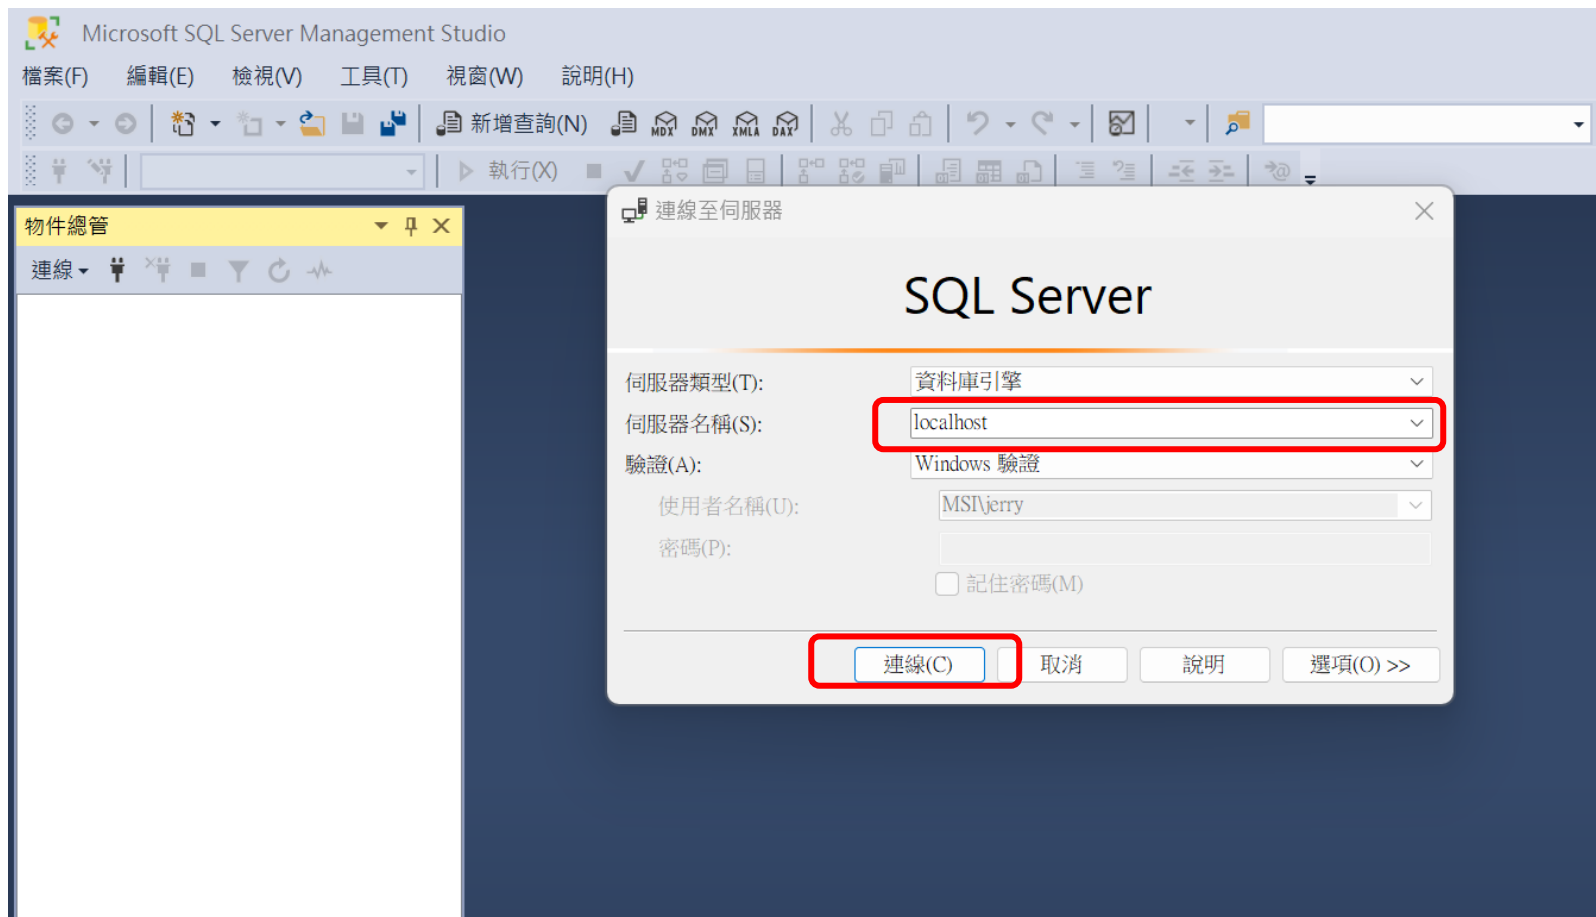 Microsoft SQL Server Management Studio
檔案(F) 編輯(E) 檢視(V) 工具(T) 視窗(W) 說明(H)
新增查詢(N) MDX DMX XMLA DAX
執行(X)
物件總管
連線
連線至伺服器
SQL Server
伺服器類型(T): 資料庫引擎
伺服器名稱(S): localhost
驗證(A): Windows 驗證
使用者名稱(U): MSI\jerry
密碼(P):
記住密碼(M)
連線(C) 取消 說明 選項(O) >>